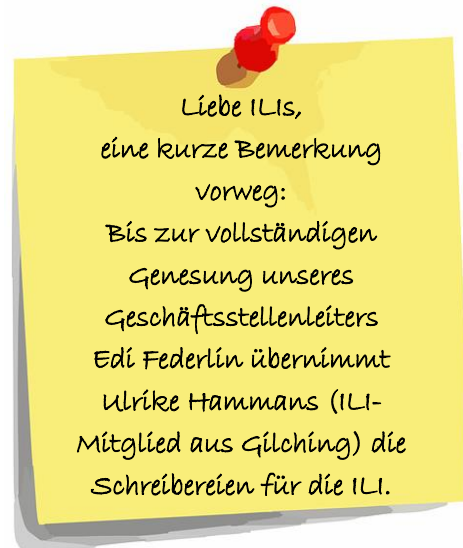 Liebe ILIs,
eine kurze Bemerkung
vorweg:
Bis zur vollständigen
Genesung unseres
Geschäftsstellenleiters
Edi Federlin übernimmt
Ulrike Hammans (ILI-
Mitglied aus Gilching) die
Schreibereien für die ILI.